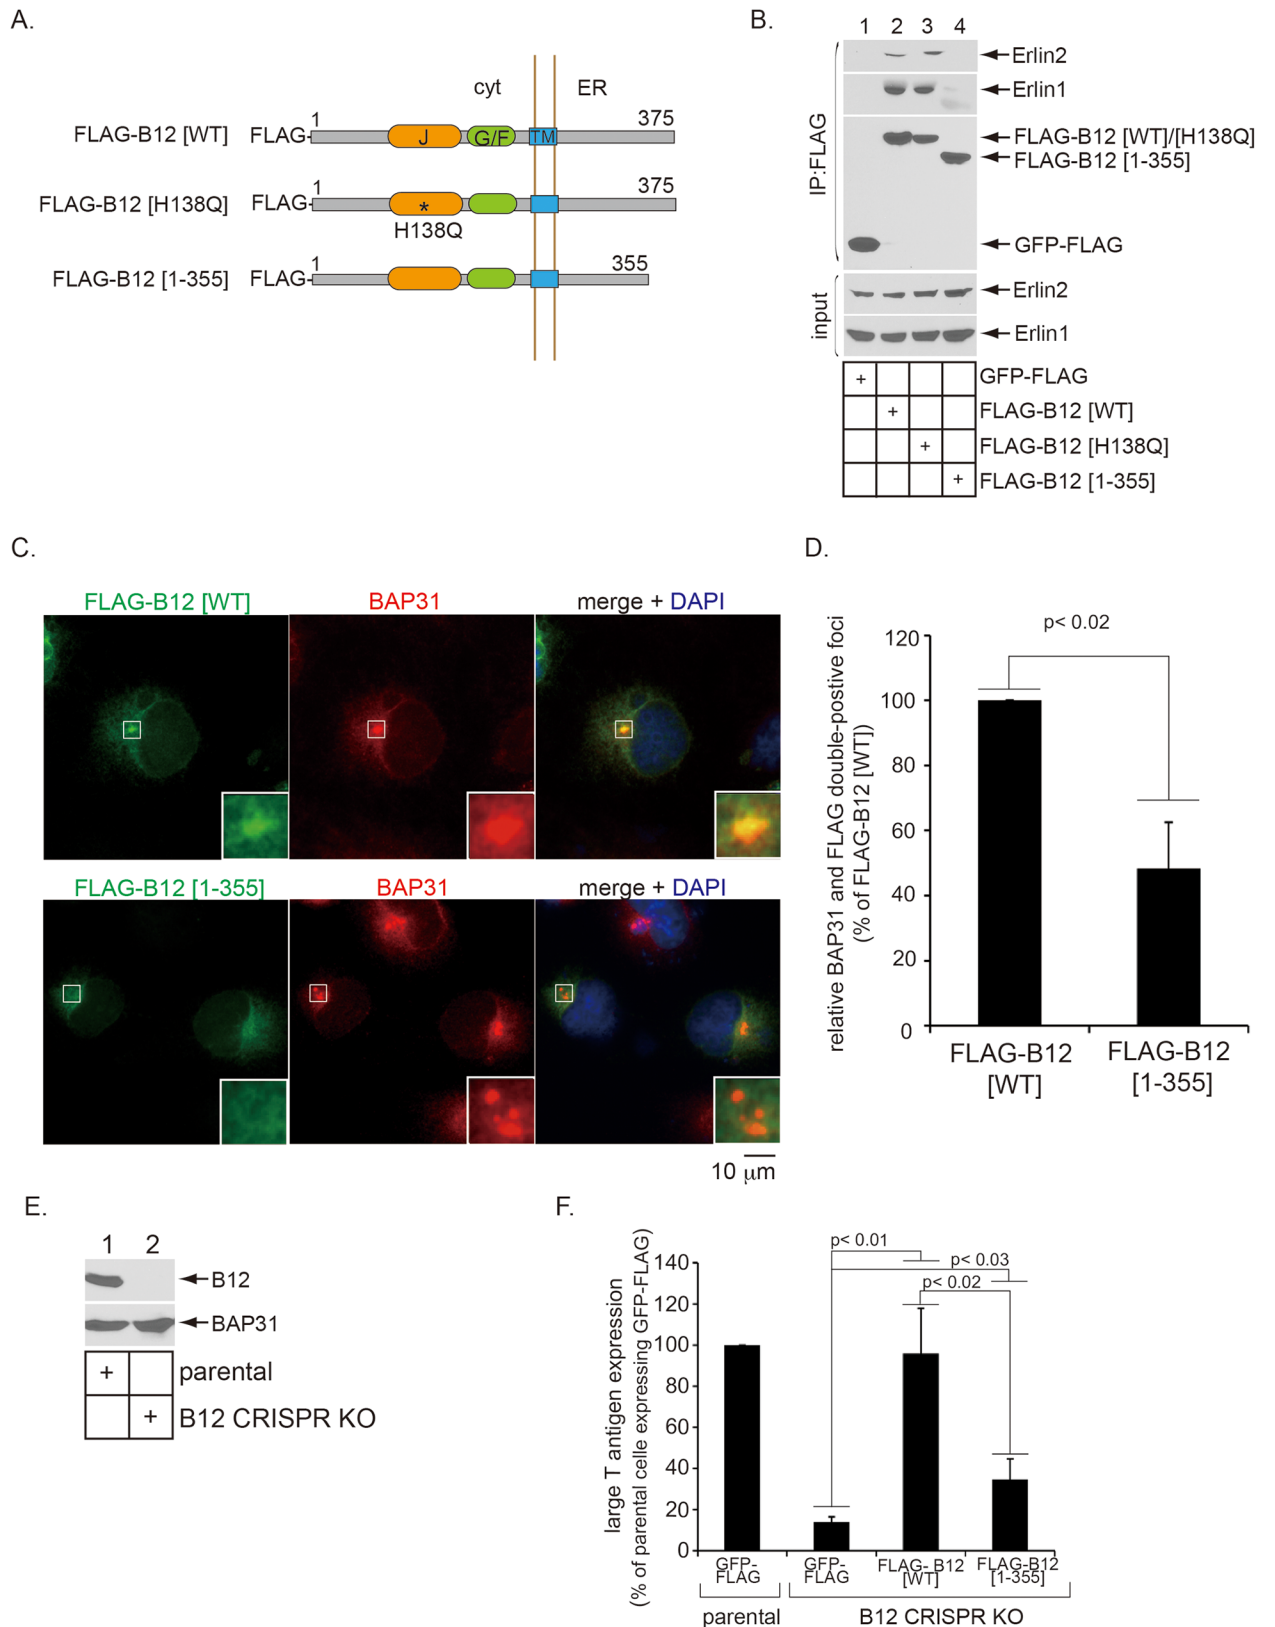 A.
cyt
ER
FLAG-B12 [WT]
FLAG-
1
J
G/F
TM
375
FLAG-B12 [H138Q]
FLAG-
1
*
375
H138Q
FLAG-B12 [1-355]
FLAG-
1
355
B.
1 2 3 4
IP:FLAG
Erlin2
Erlin1
FLAG-B12 [WT]/[H138Q]
FLAG-B12 [1-355]
GFP-FLAG
input
Erlin2
Erlin1
+ GFP-FLAG
+ FLAG-B12 [WT]
+ FLAG-B12 [H138Q]
+ FLAG-B12 [1-355]
C.
FLAG-B12 [WT] BAP31 merge + DAPI
FLAG-B12 [1-355] BAP31 merge + DAPI
10 μm
D.
relative BAP31 and FLAG double-postive foci
(% of FLAG-B12 [WT])
p< 0.02
120
100
80
60
40
20
0
FLAG-B12
[WT]
FLAG-B12
[1-355]
E.
1 2
B12
BAP31
+ parental
+ B12 CRISPR KO
F.
large T antigen expression
(% of parental celle expressing GFP-FLAG)
p< 0.01
p< 0.03
p< 0.02
140
120
100
80
60
40
20
0
GFP-
FLAG
GFP-
FLAG
FLAG- B12
[WT]
FLAG-B12
[1-355]
parental
B12 CRISPR KO